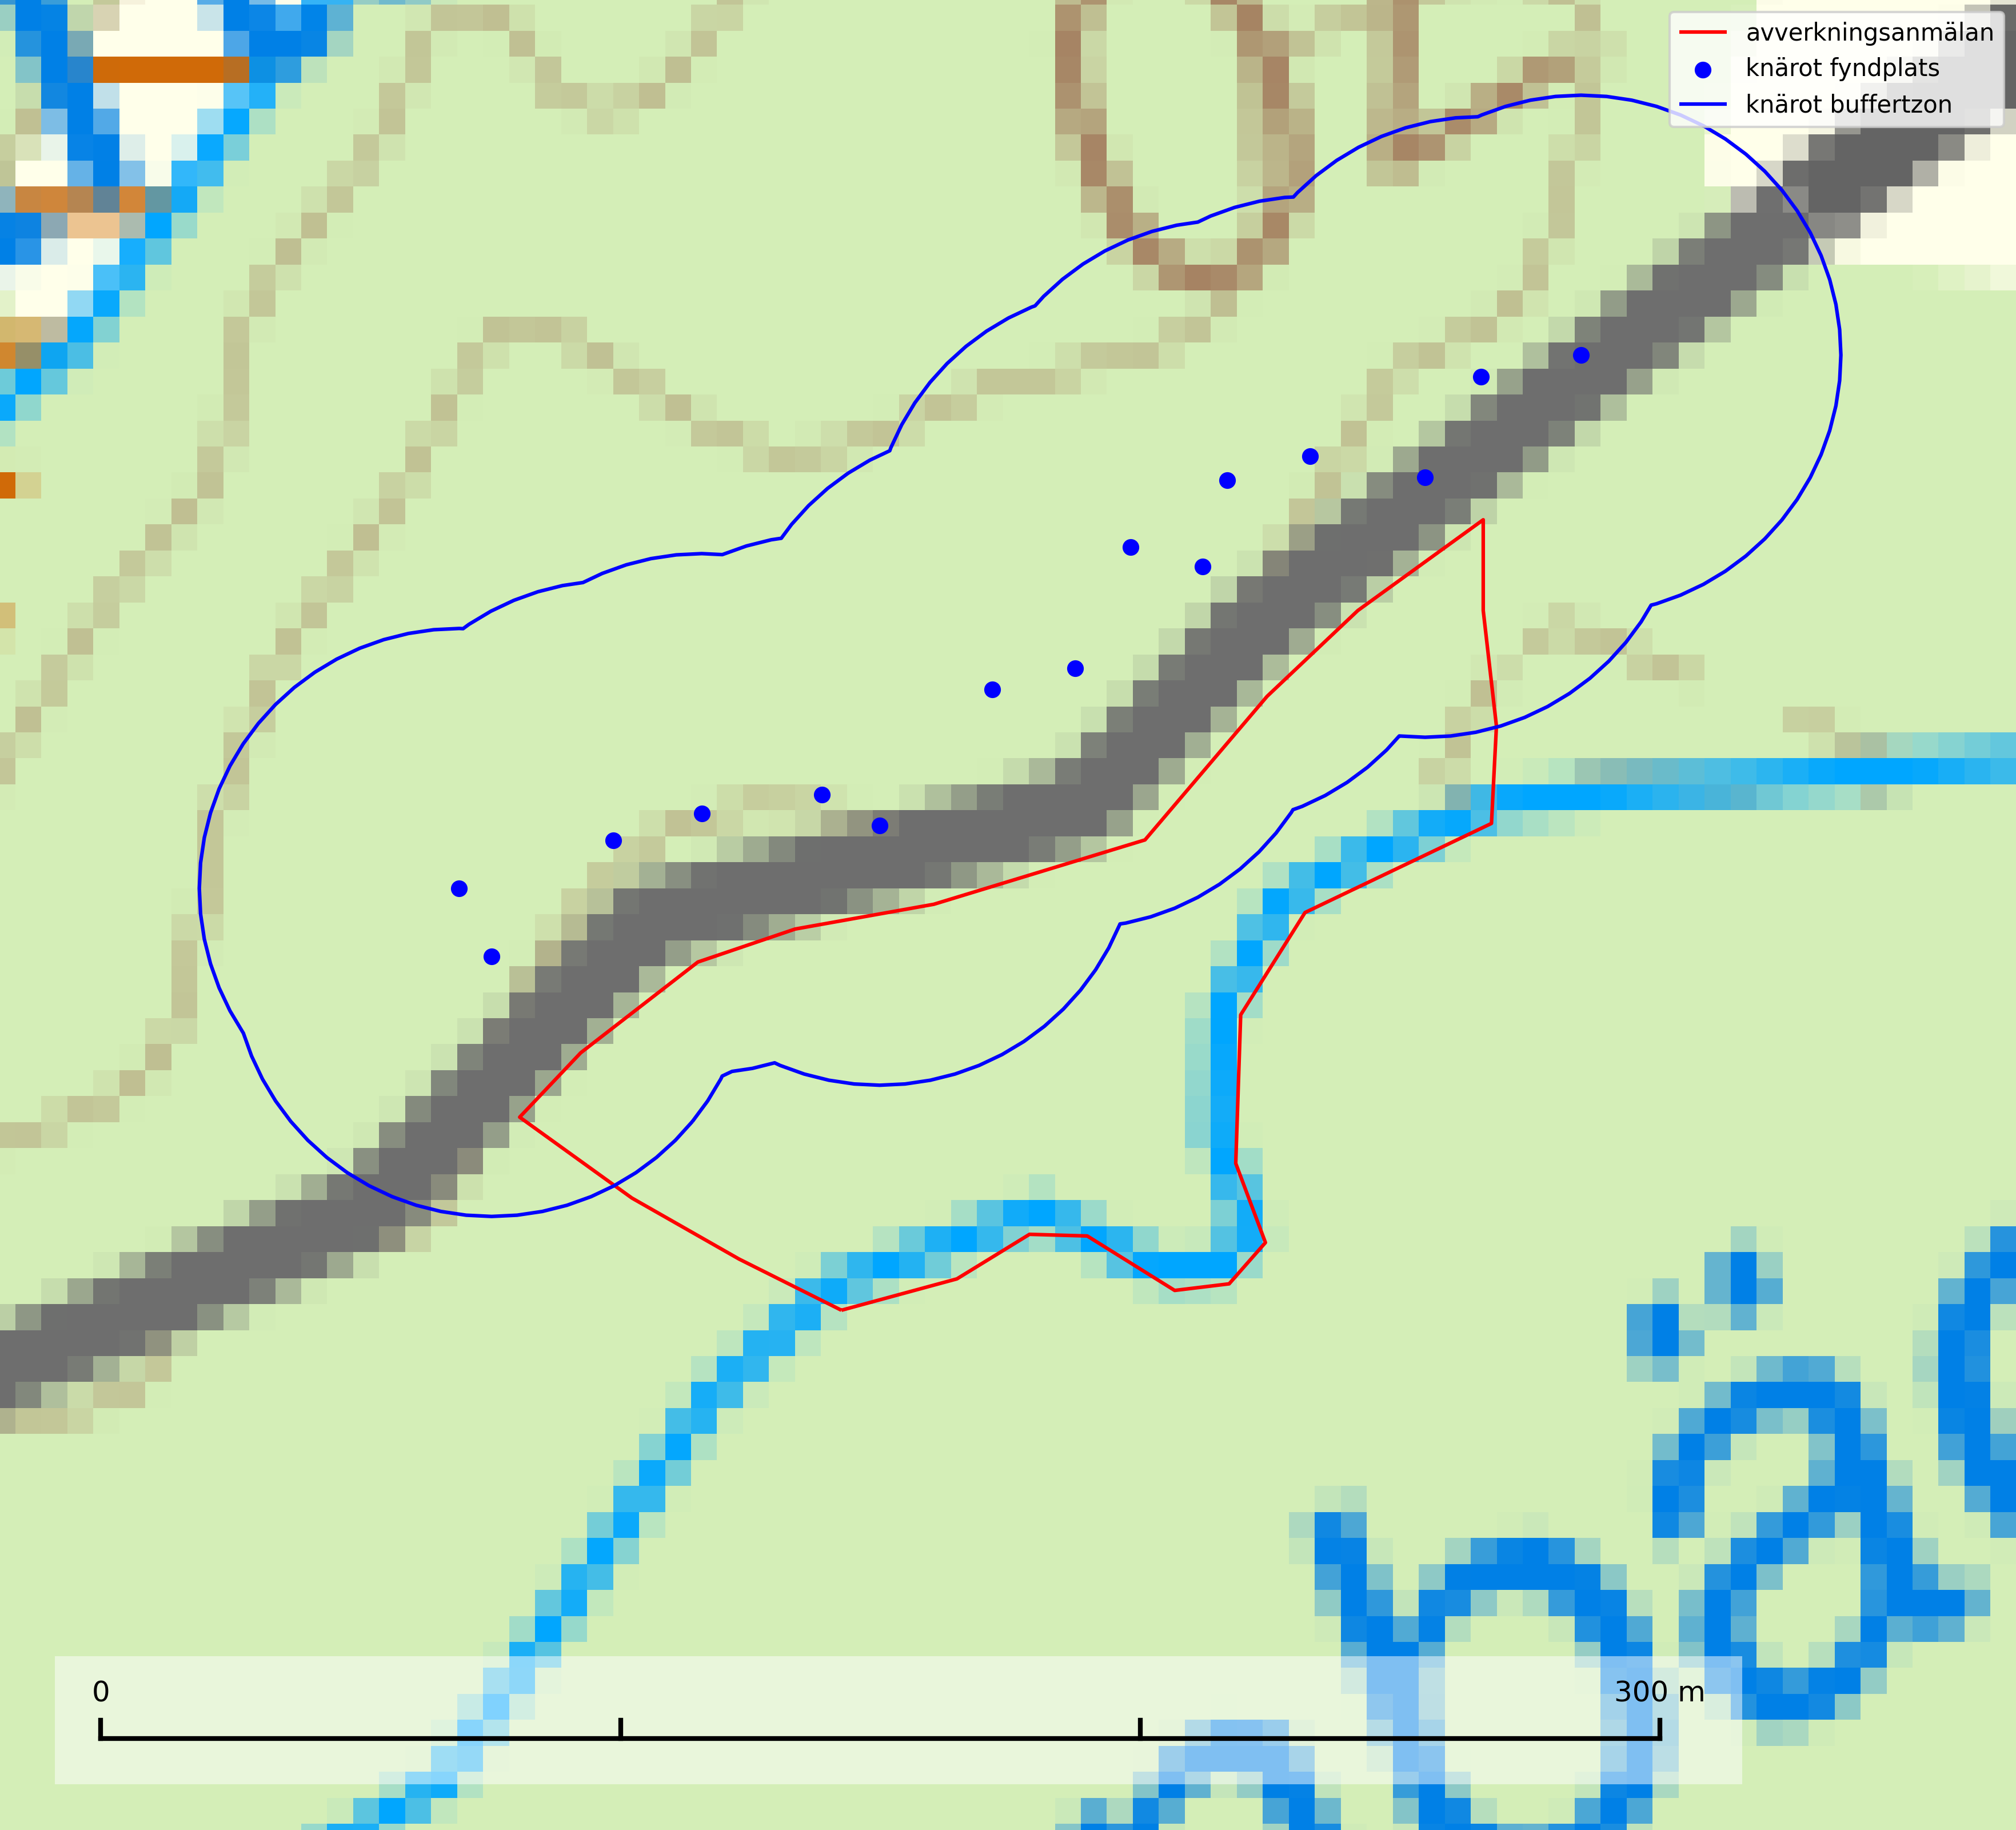 avverkningsanmälan
knärot fyndplats
knärot buffertzon
0
300 m